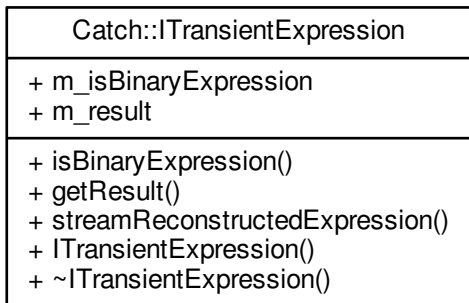 Catch::ITransientExpression
+ m_isBinaryExpression
+ m_result
+ isBinaryExpression()
+ getResult()
+ streamReconstructedExpression()
+ ITransientExpression()
+ ~ITransientExpression()